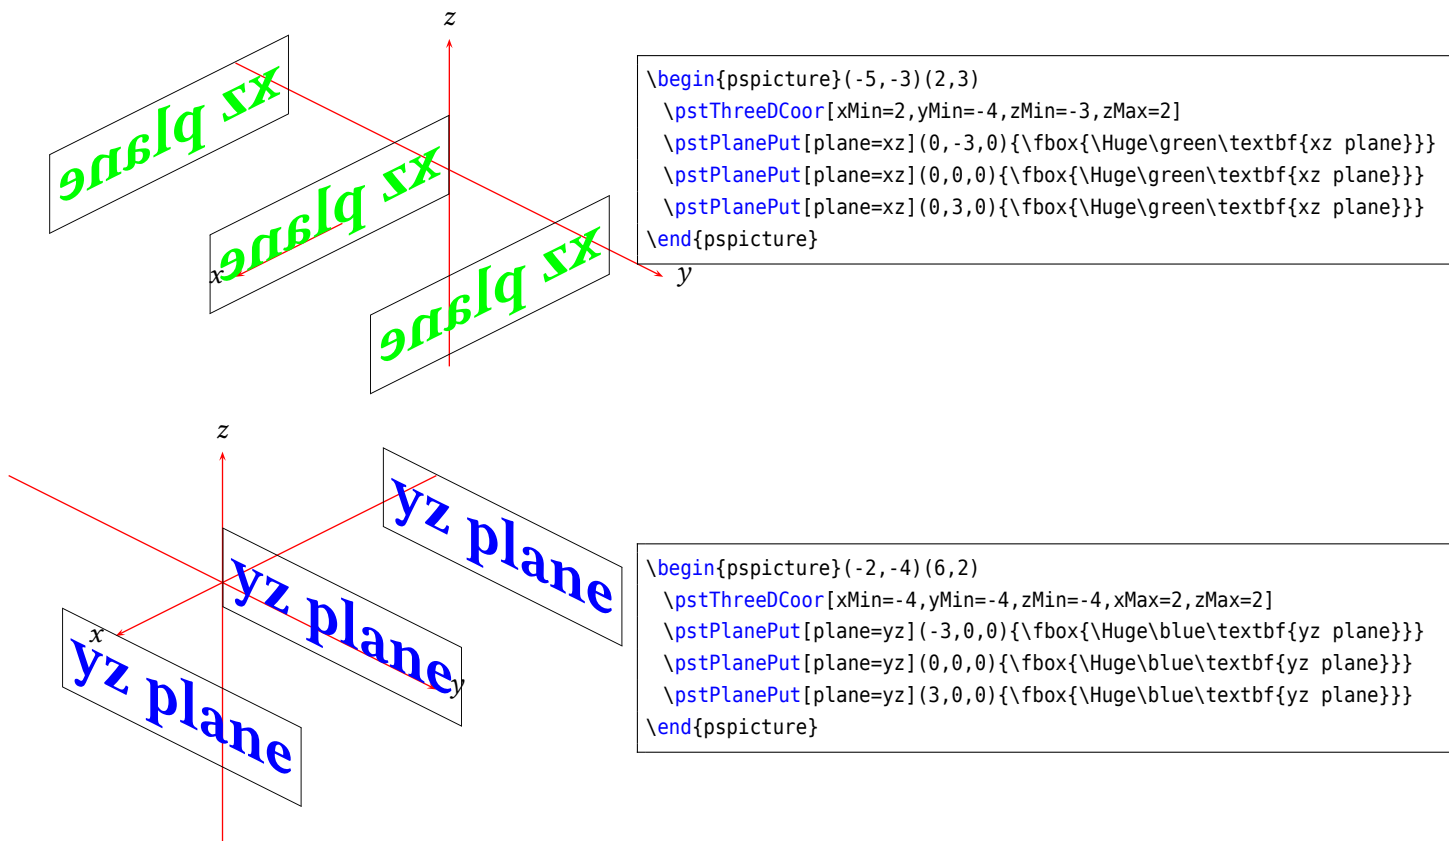 z
xz plane
xz plane
xz plane
x
y
\begin{pspicture}(-5,-3)(2,3)
\pstThreeDCoor[xMin=2,yMin=-4,zMin=-3,zMax=2]
\pstPlanePut[plane=xz](0,-3,0){\fbox{\Huge\green\textbf{xz plane}}}
\pstPlanePut[plane=xz](0,0,0){\fbox{\Huge\green\textbf{xz plane}}}
\pstPlanePut[plane=xz](0,3,0){\fbox{\Huge\green\textbf{xz plane}}}
\end{pspicture}
z
yz plane
yz plane
yz plane
x
y
\begin{pspicture}(-2,-4)(6,2)
\pstThreeDCoor[xMin=-4,yMin=-4,zMin=-4,xMax=2,zMax=2]
\pstPlanePut[plane=yz](-3,0,0){\fbox{\Huge\blue\textbf{yz plane}}}
\pstPlanePut[plane=yz](0,0,0){\fbox{\Huge\blue\textbf{yz plane}}}
\pstPlanePut[plane=yz](3,0,0){\fbox{\Huge\blue\textbf{yz plane}}}
\end{pspicture}